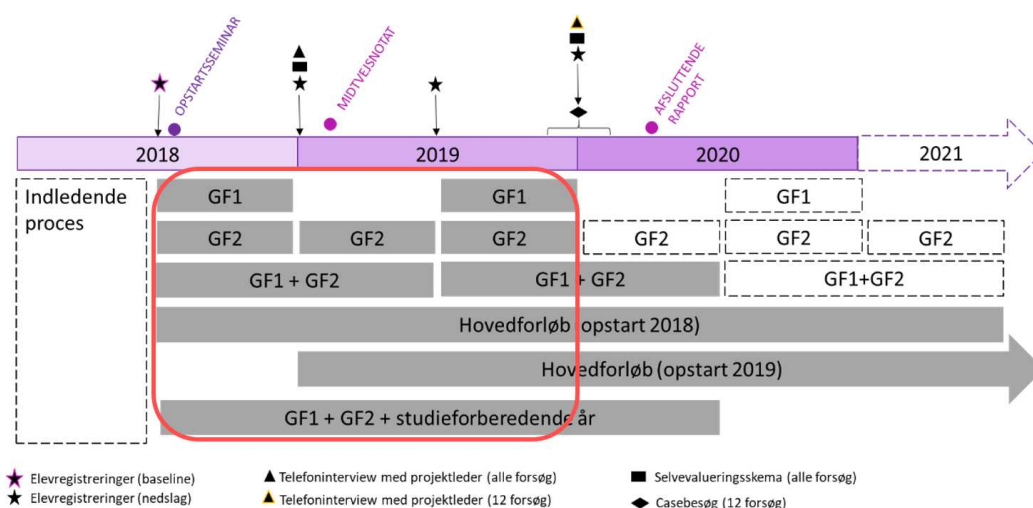 OPSTARTSSEMINAR
MIDTVEJSNOTAT
AFSLUTTENDE
RAPPORT
2018
2019
2020
2021
Indledende
proces
GF1
GF1
GF1
GF2
GF2
GF2
GF2
GF2
GF2
GF1 + GF2
GF1 + GF2
GF1+GF2
Hovedforløb (opstart 2018)
Hovedforløb (opstart 2019)
GF1 + GF2 + studieforberedende år
Elevregistreringer (baseline)
Elevregistreringer (nedslag)
Telefoninterview med projektleder (alle forsøg)
Telefoninterview med projektleder (12 forsøg)
Selvevalueringsskema (alle forsøg)
Casebesøg (12 forsøg)